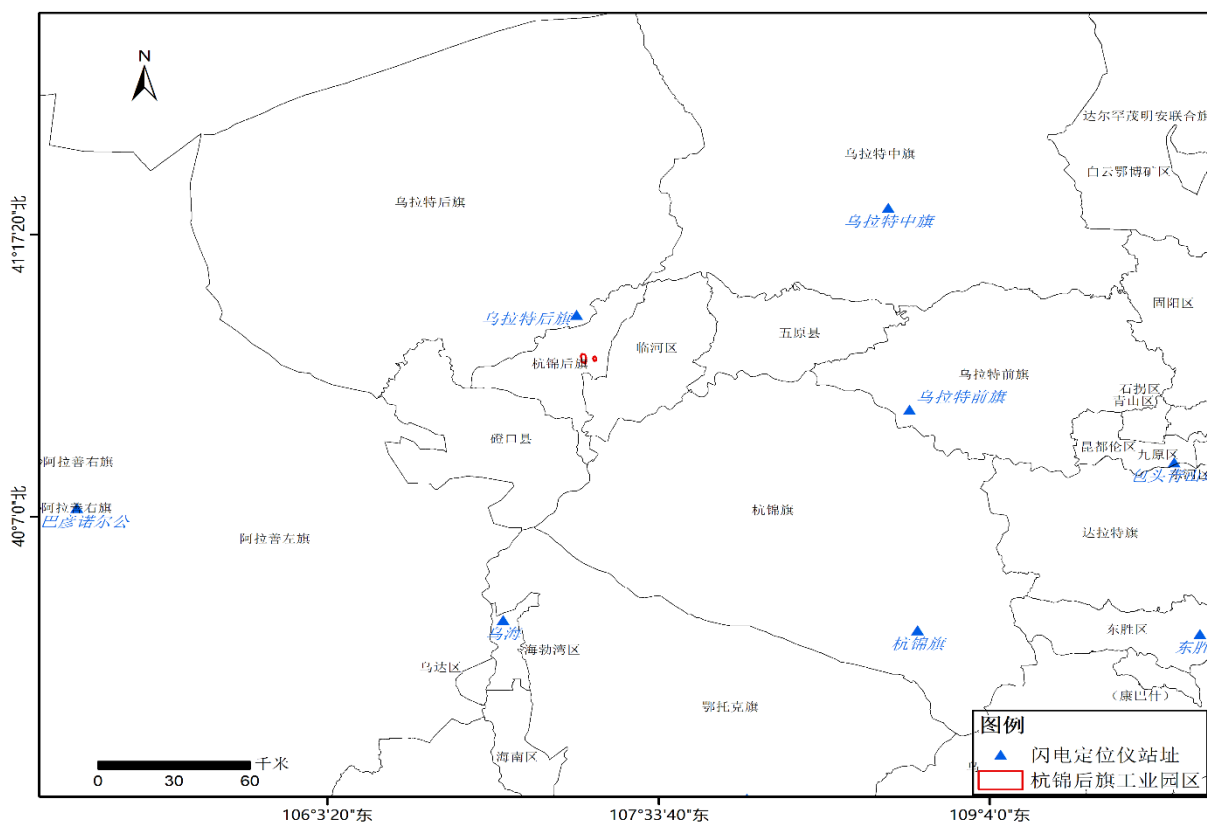 N
达尔罕茂明安联合旗
乌拉特中旗
白云鄂博矿区
乌拉特后旗
乌拉特中旗
41°17'20"北
固阳区
乌拉特后旗
五原县
临河区
杭锦后旗
乌拉特前旗
石拐区
青山区
乌拉特前旗
磴口县
昆都伦区
九原区
阿拉善右旗
包头青山
阿拉善右旗
巴彦诺尔公
40°7'0"北
杭锦旗
达拉特旗
阿拉善左旗
东胜区
乌海
杭锦旗
东胜
海勃湾区
乌达区
（康巴什）
鄂托克旗
图例
海南区
千米
闪电定位仪站址
0
30
60
杭锦后旗工业园区
106°3'20"东
107°33'40"东
109°4'0"东